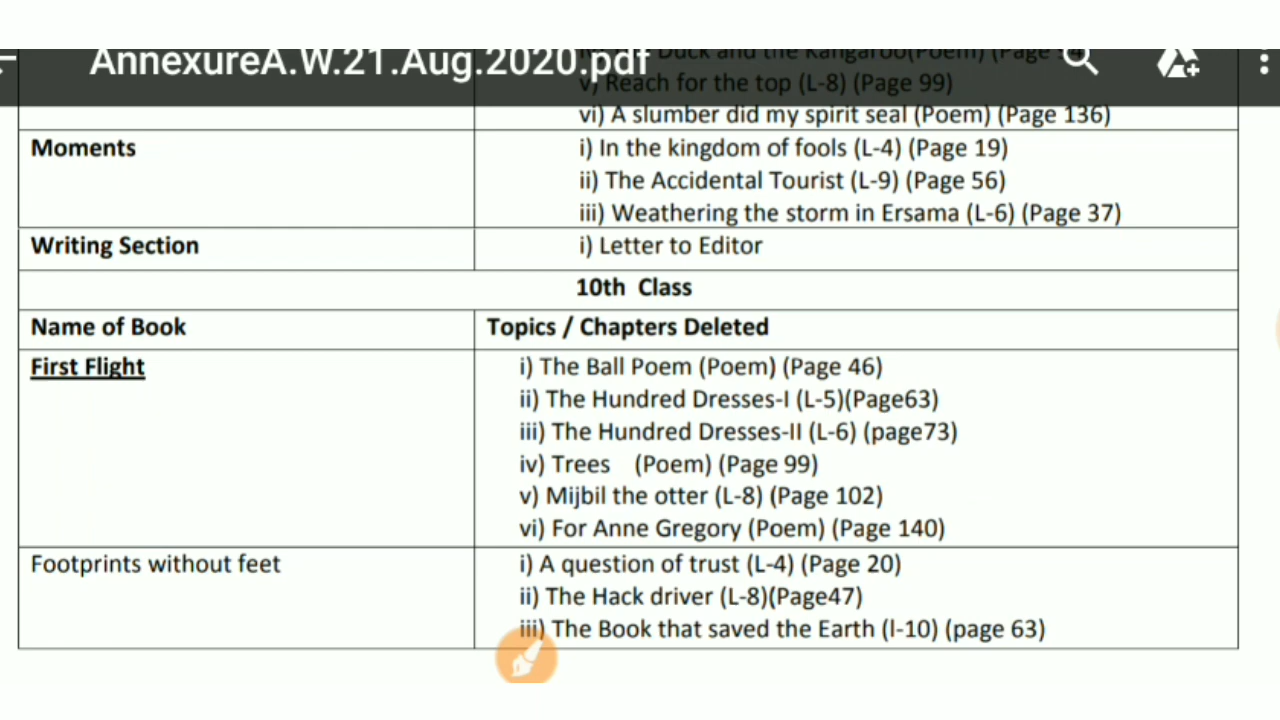 AnnexureA.W.21.Aug.2020.pdf
Duck and the Kangaroo(Poem) (Page
v) Reach for the top (L-8) (Page 99)
vi) A slumber did my spirit seal (Poem) (Page 136)
Moments
i) In the kingdom of fools (L-4) (Page 19)
ii) The Accidental Tourist (L-9) (Page 56)
iii) Weathering the storm in Ersama (L-6) (Page 37)
Writing Section
i) Letter to Editor
10th Class
Name of Book
Topics / Chapters Deleted
First Flight
i) The Ball Poem (Poem) (Page 46)
ii) The Hundred Dresses-I (L-5)(Page63)
iii) The Hundred Dresses-II (L-6) (page73)
iv) Trees (Poem) (Page 99)
v) Mijbil the otter (L-8) (Page 102)
vi) For Anne Gregory (Poem) (Page 140)
Footprints without feet
i) A question of trust (L-4) (Page 20)
ii) The Hack driver (L-8)(Page47)
iii) The Book that saved the Earth (l-10) (page 63)